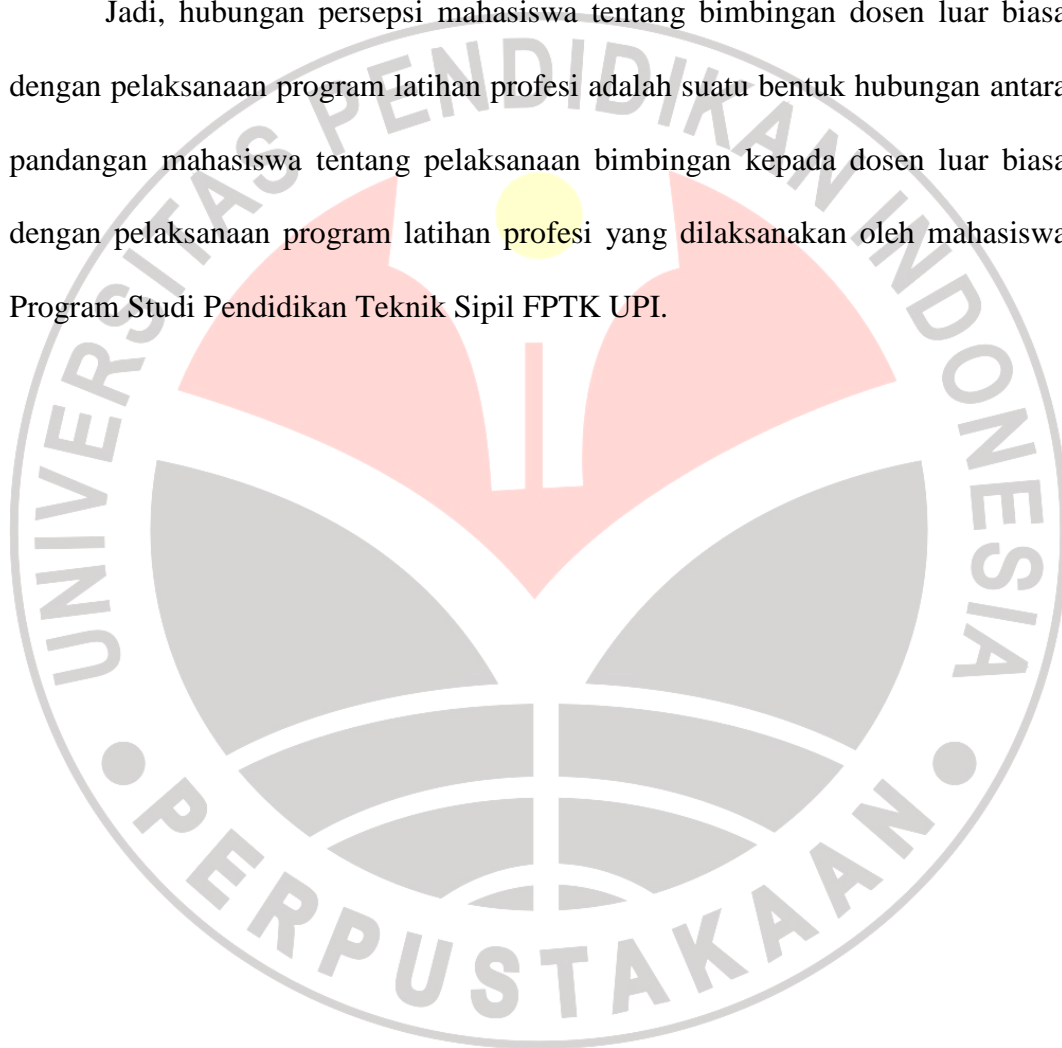 Jadi, hubungan persepsi mahasiswa tentang bimbingan dosen luar biasa
dengan pelaksanaan program latihan profesi adalah suatu bentuk hubungan antara
pandangan mahasiswa tentang pelaksanaan bimbingan kepada dosen luar biasa
dengan pelaksanaan program latihan profesi yang dilaksanakan oleh mahasiswa
Program Studi Pendidikan Teknik Sipil FPTK UPI.
UNIVERSITAS PENDIDIKAN INDONESIA
PERPUSTAKAAN